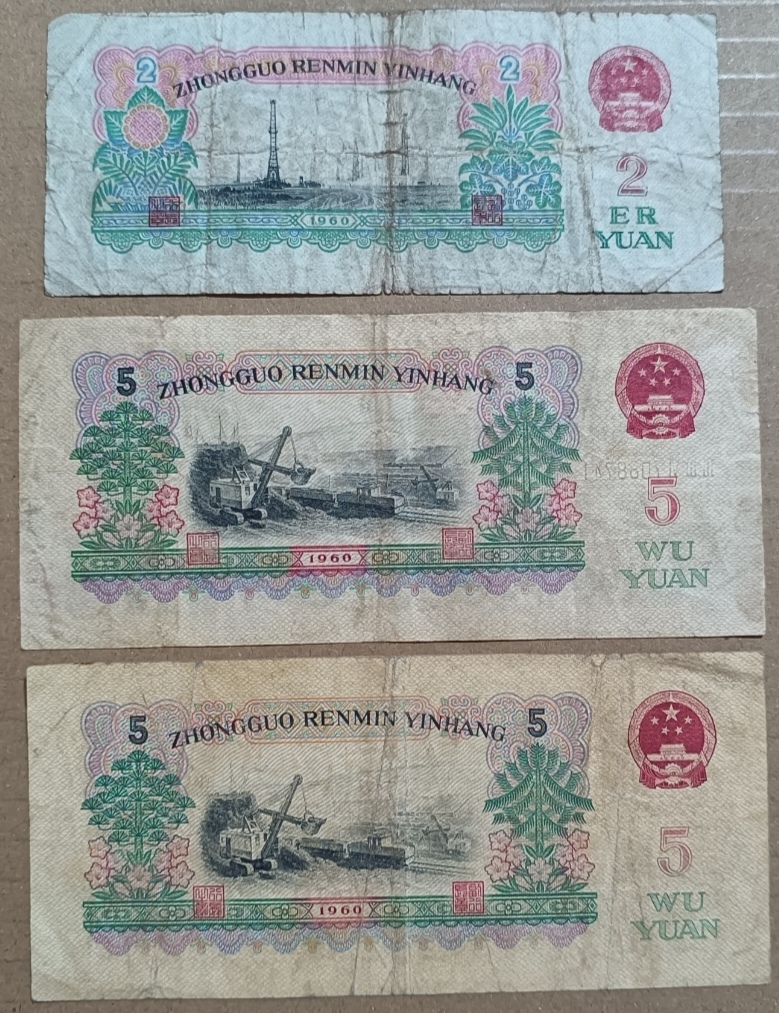 2 2
ZHONGGUO RENMIN YINHANG
2
ER
YUAN
1960
5 5
ZHONGGUO RENMIN YINHANG
5
WU
YUAN
1960
5 5
ZHONGGUO RENMIN YINHANG
5
WU
YUAN
1960